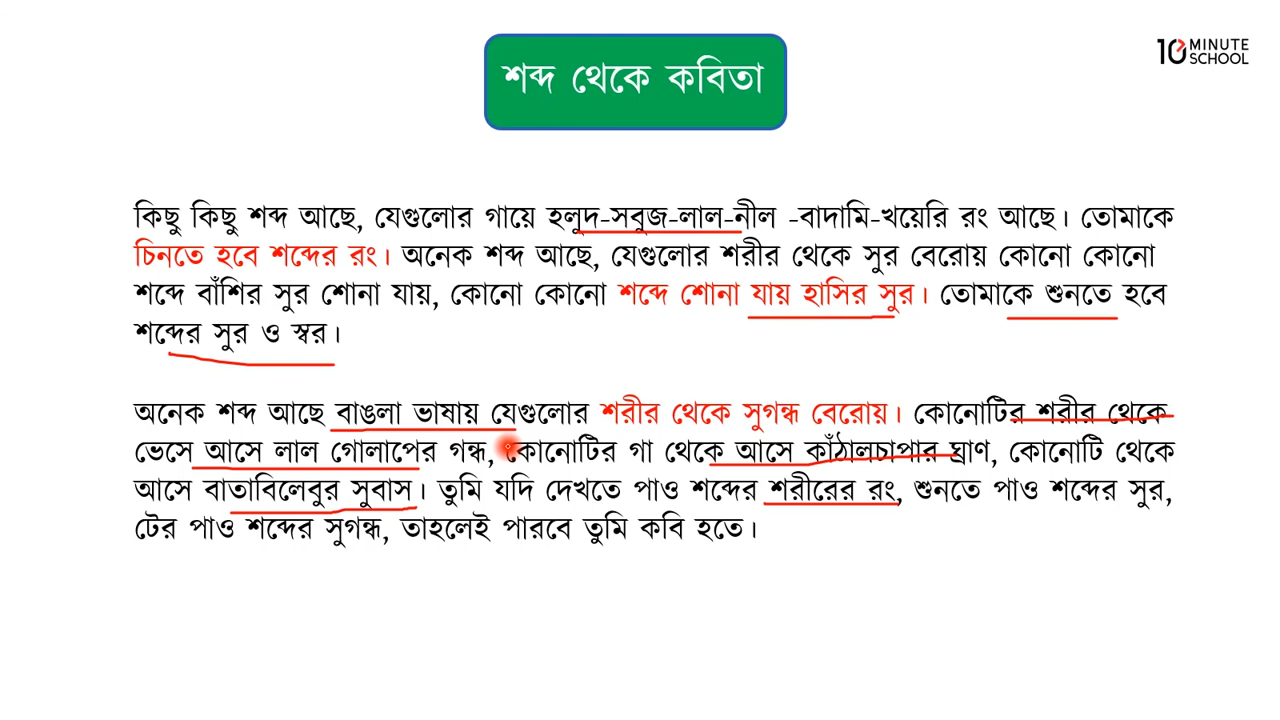 10 MINUTE SCHOOL
শব্দ থেকে কবিতা
কিছু কিছু শব্দ আছে, যেগুলোর গায়ে হলুদ-সবুজ-লাল-নীল -বাদামি-খয়েরি রং আছে। তোমাকে
চিনতে হবে শব্দের রং। অনেক শব্দ আছে, যেগুলোর শরীর থেকে সুর বেরোয় কোনো কোনো
শব্দে বাঁশির সুর শোনা যায়, কোনো কোনো শব্দে শোনা যায় হাসির সুর। তোমাকে শুনতে হবে
শব্দের সুর ও স্বর।
অনেক শব্দ আছে বাঙলা ভাষায় যেগুলোর শরীর থেকে সুগন্ধ বেরোয়। কোনোটির শরীর থেকে
ভেসে আসে লাল গোলাপের গন্ধ, কোনোটির গা থেকে আসে কাঁঠালচাপার ঘ্রাণ, কোনোটি থেকে
আসে বাতাবিলেবুর সুবাস। তুমি যদি দেখতে পাও শব্দের শরীরের রং, শুনতে পাও শব্দের সুর,
টের পাও শব্দের সুগন্ধ, তাহলেই পারবে তুমি কবি হতে।